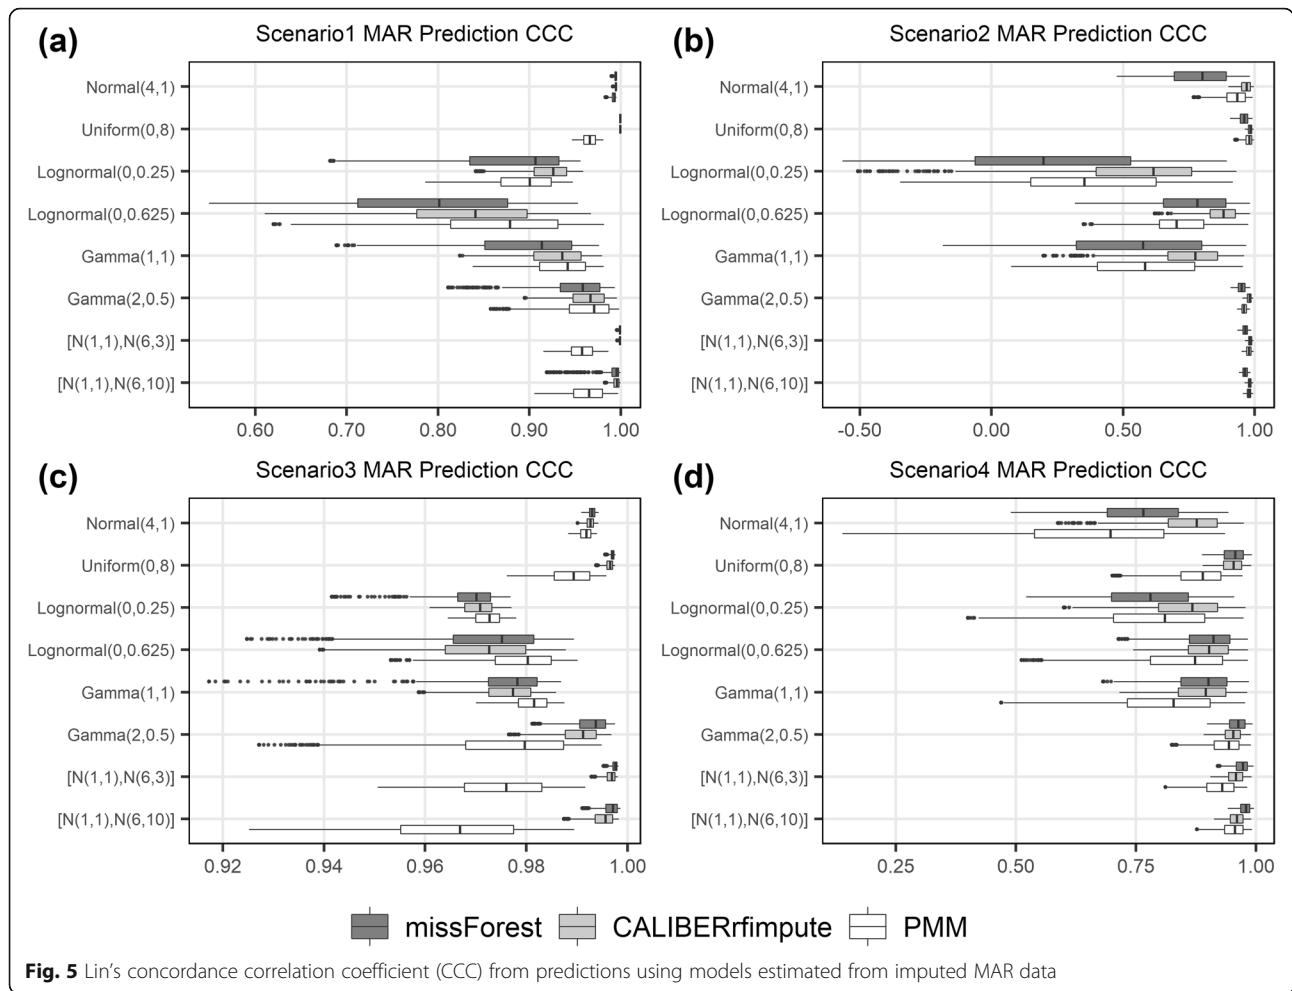 (a)
Scenario1 MAR Prediction CCC
Normal(4,1)
Uniform(0,8)
Lognormal(0,0.25)
Lognormal(0,0.625)
Gamma(1,1)
Gamma(2,0.5)
[N(1,1),N(6,3)]
[N(1,1),N(6,10)]
0.60 0.70 0.80 0.90 1.00
(b)
Scenario2 MAR Prediction CCC
Normal(4,1)
Uniform(0,8)
Lognormal(0,0.25)
Lognormal(0,0.625)
Gamma(1,1)
Gamma(2,0.5)
[N(1,1),N(6,3)]
[N(1,1),N(6,10)]
-0.50 0.00 0.50 1.00
(c)
Scenario3 MAR Prediction CCC
Normal(4,1)
Uniform(0,8)
Lognormal(0,0.25)
Lognormal(0,0.625)
Gamma(1,1)
Gamma(2,0.5)
[N(1,1),N(6,3)]
[N(1,1),N(6,10)]
0.92 0.94 0.96 0.98 1.00
(d)
Scenario4 MAR Prediction CCC
Normal(4,1)
Uniform(0,8)
Lognormal(0,0.25)
Lognormal(0,0.625)
Gamma(1,1)
Gamma(2,0.5)
[N(1,1),N(6,3)]
[N(1,1),N(6,10)]
0.25 0.50 0.75 1.00
missForest CALIBERrfimpute PMM
Fig. 5 Lin's concordance correlation coefficient (CCC) from predictions using models estimated from imputed MAR data